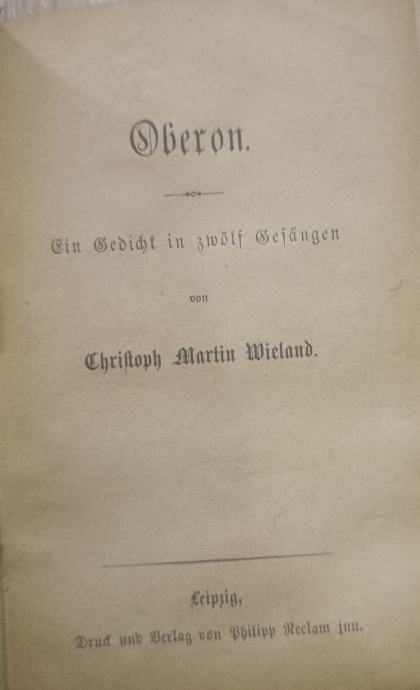 Oberon.
Ein Gedicht in zwölf Gesängen
von
Christoph Martin Wieland.
Leipzig,
Druck und Verlag von Philipp Reclam jun.